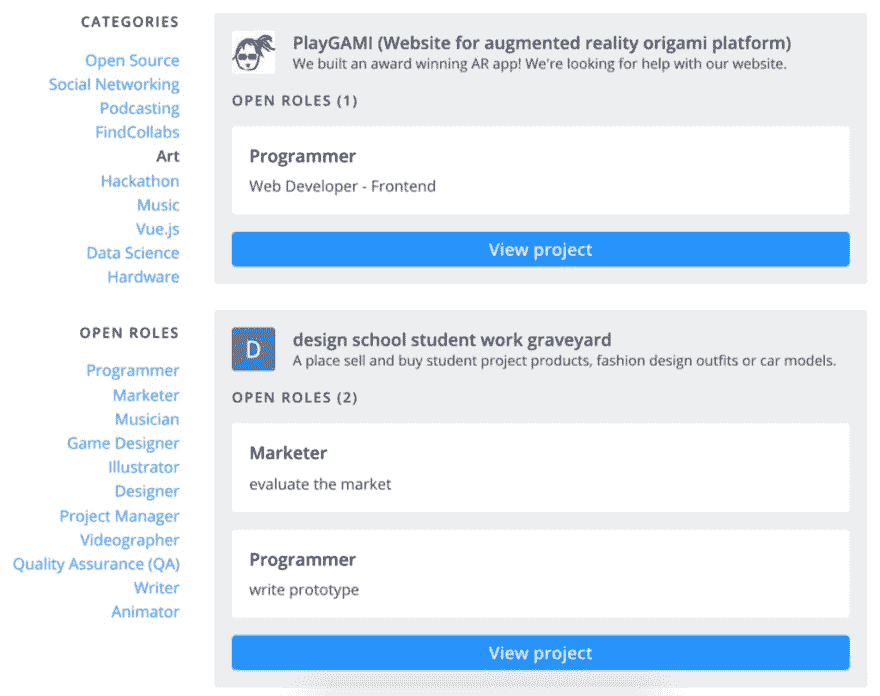 CATEGORIES
Open Source
Social Networking
Podcasting
FindCollabs
Art
Hackathon
Music
Vue.js
Data Science
Hardware
OPEN ROLES
Programmer
Marketer
Musician
Game Designer
Illustrator
Designer
Project Manager
Videographer
Quality Assurance (QA)
Writer
Animator
PlayGAMI (Website for augmented reality origami platform)
We built an award winning AR app! We're looking for help with our website.
OPEN ROLES (1)
Programmer
Web Developer - Frontend
View project
D
design school student work graveyard
A place sell and buy student project products, fashion design outfits or car models.
OPEN ROLES (2)
Marketer
evaluate the market
Programmer
write prototype
View project